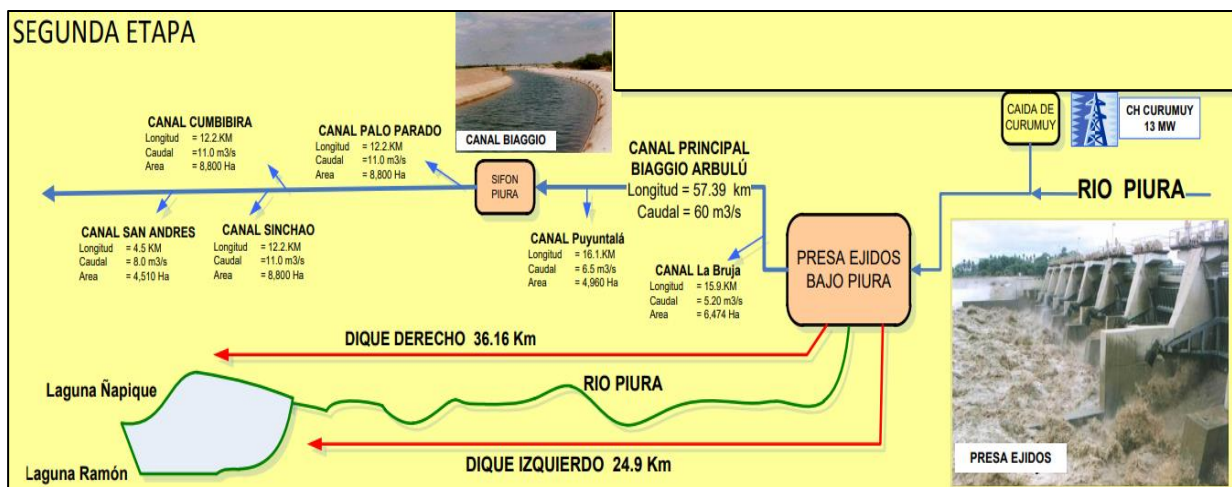 SEGUNDA ETAPA
CANAL BIAGGIO
CAIDA DE
CURUMUY
CH CURUMUY
13 MW
CANAL CUMBIBIRA
Longitud = 12.2.KM
Caudal =11.0 m3/s
Area = 8,800 Ha
CANAL PALO PARADO
Longitud = 12.2.KM
Caudal =11.0 m3/s
Area = 8,800 Ha
SIFON
PIURA
CANAL PRINCIPAL
BIAGGIO ARBULÚ
Longitud = 57.39 km
Caudal = 60 m3/s
RIO PIURA
CANAL SAN ANDRES
Longitud = 4.5 KM
Caudal = 8.0 m3/s
Area = 4,510 Ha
CANAL SINCHAO
Longitud = 12.2.KM
Caudal =11.0 m3/s
Area = 8,800 Ha
CANAL Puyuntalá
Longitud = 16.1.KM
Caudal = 6.5 m3/s
Area = 4,960 Ha
CANAL La Bruja
Longitud = 15.9.KM
Caudal = 5.20 m3/s
Area = 6,474 Ha
PRESA EJIDOS
BAJO PIURA
DIQUE DERECHO 36.16 Km
Laguna Ñapique
RIO PIURA
Laguna Ramón
DIQUE IZQUIERDO 24.9 Km
PRESA EJIDOS